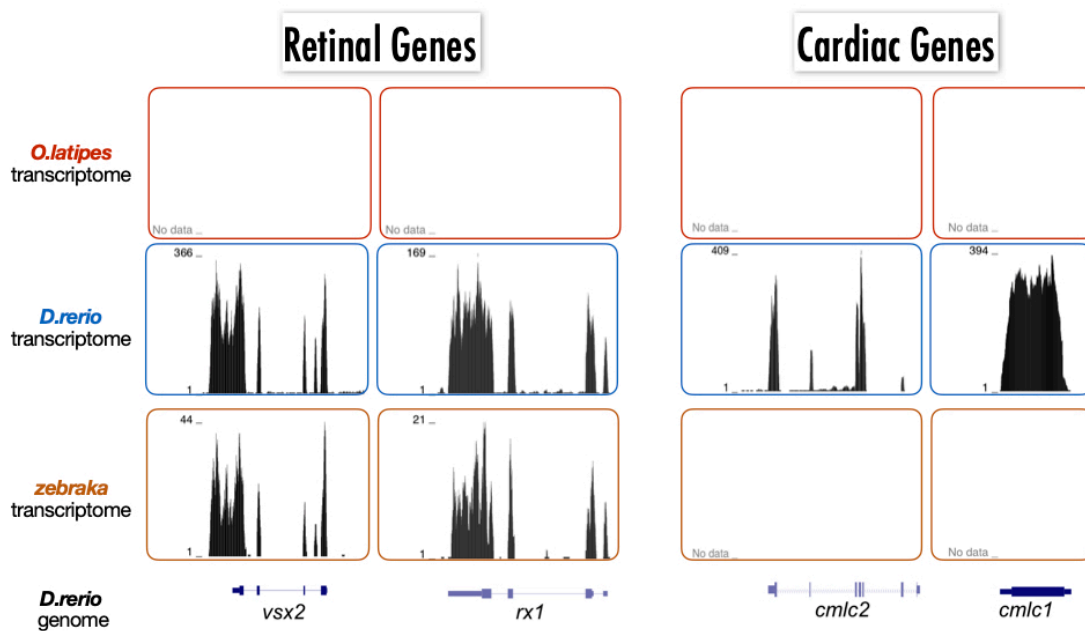 Retinal Genes
Cardiac Genes
O.latipes
transcriptome
No data _
No data _
No data _
No data _
D.rerio
transcriptome
366 _
1 _
169 _
1 _
409 _
1 _
394 _
1 _
zebraka
transcriptome
44 _
1 _
21 _
1 _
No data _
No data _
D.rerio
genome
vsx2
rx1
cmlc2
cmlc1